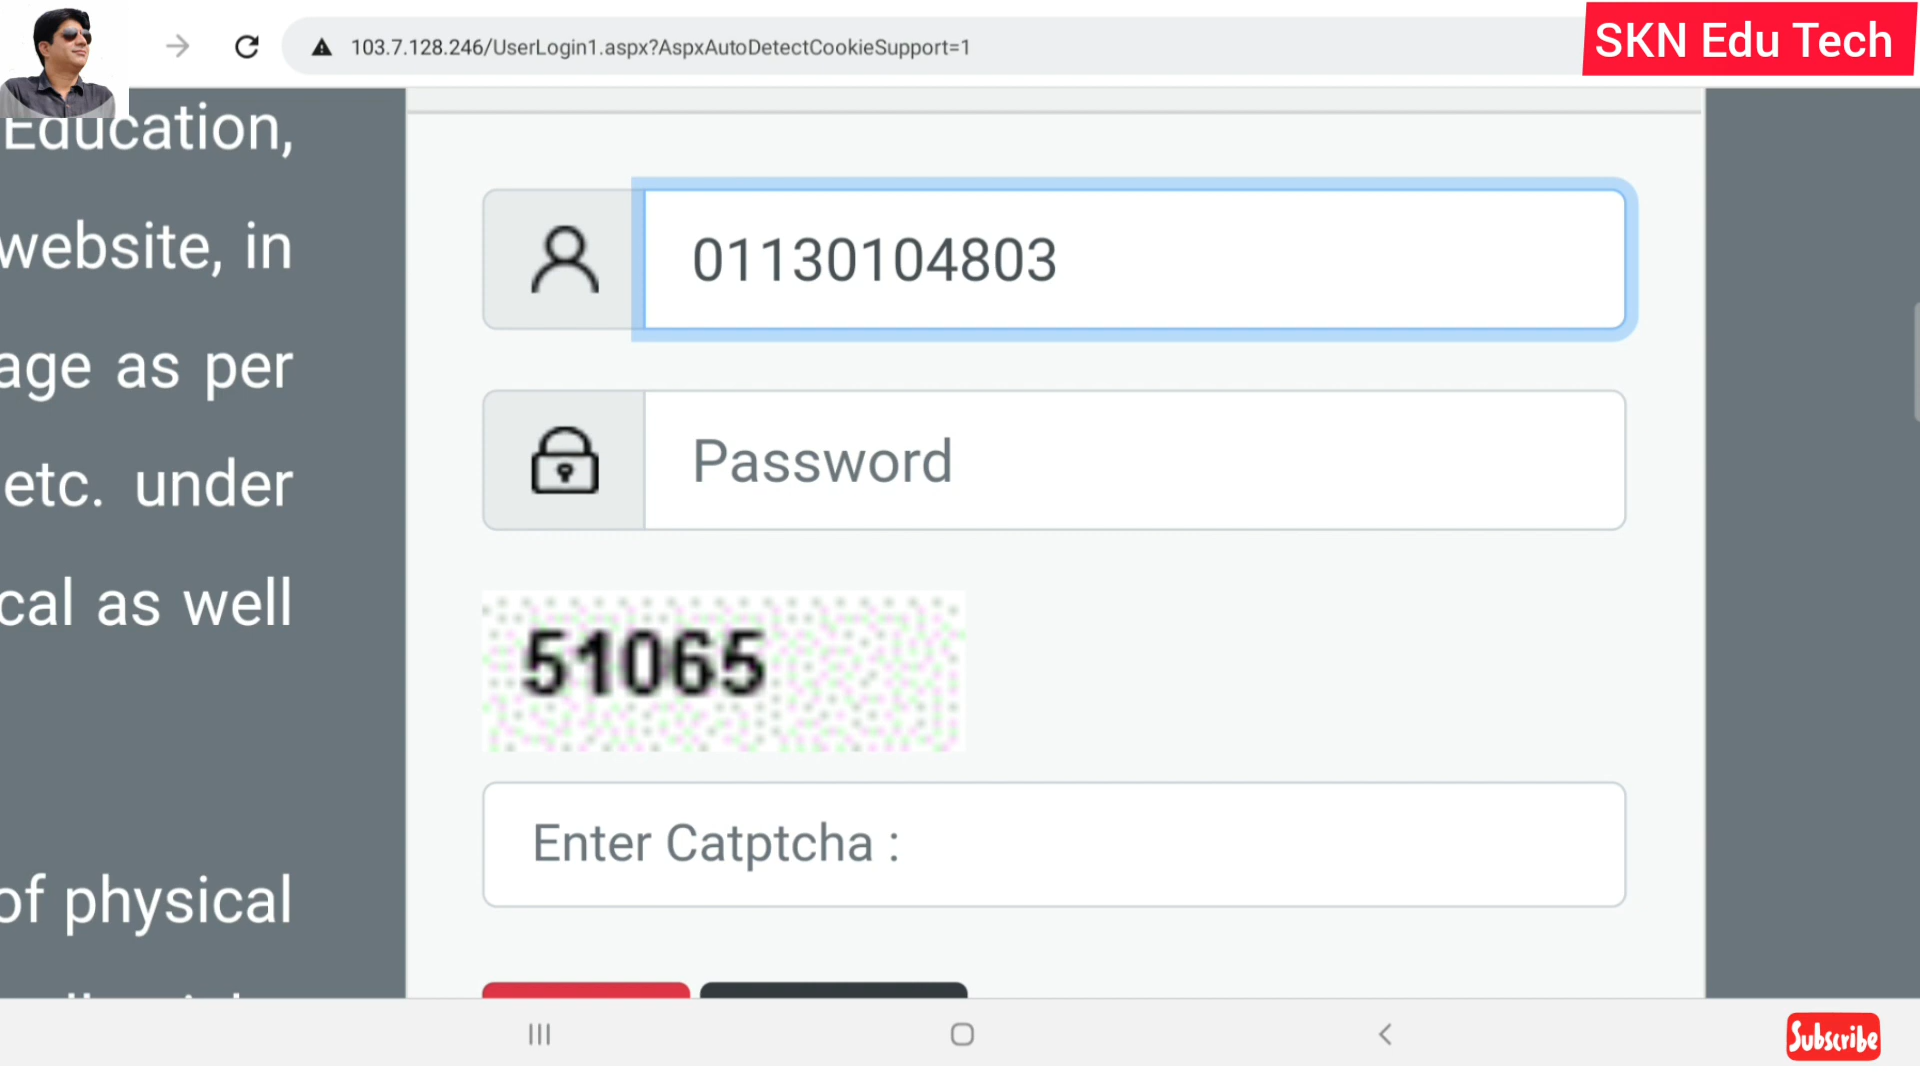 103.7.128.246/UserLogin1.aspx?AspxAutoDetectCookieSupport=1
SKN Edu Tech
Education,
website, in
age as per
etc. under
cal as well
of physical
01130104803
Password
51065
Enter Catptcha :
Subscribe